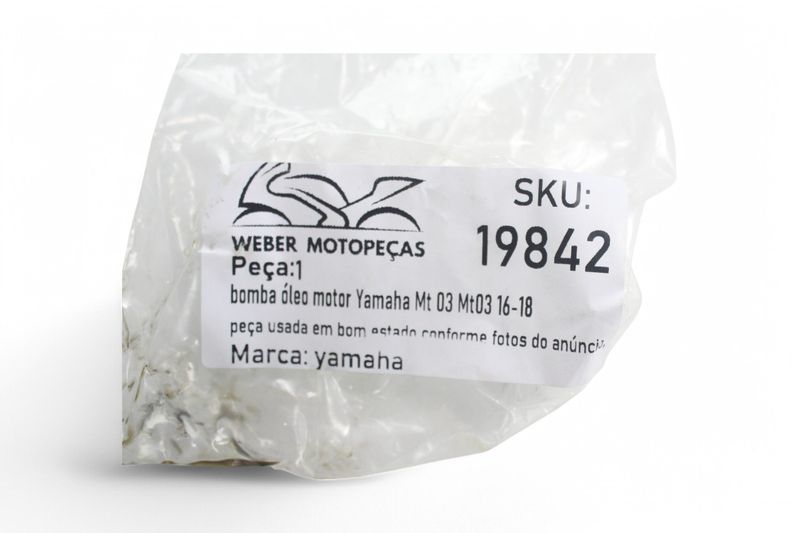 WEBER MOTOPEÇAS
SKU:
19842
Peça:1
bomba óleo motor Yamaha Mt 03 Mt03 16-18
peça usada em bom estado conforme fotos do
Marca: yamaha